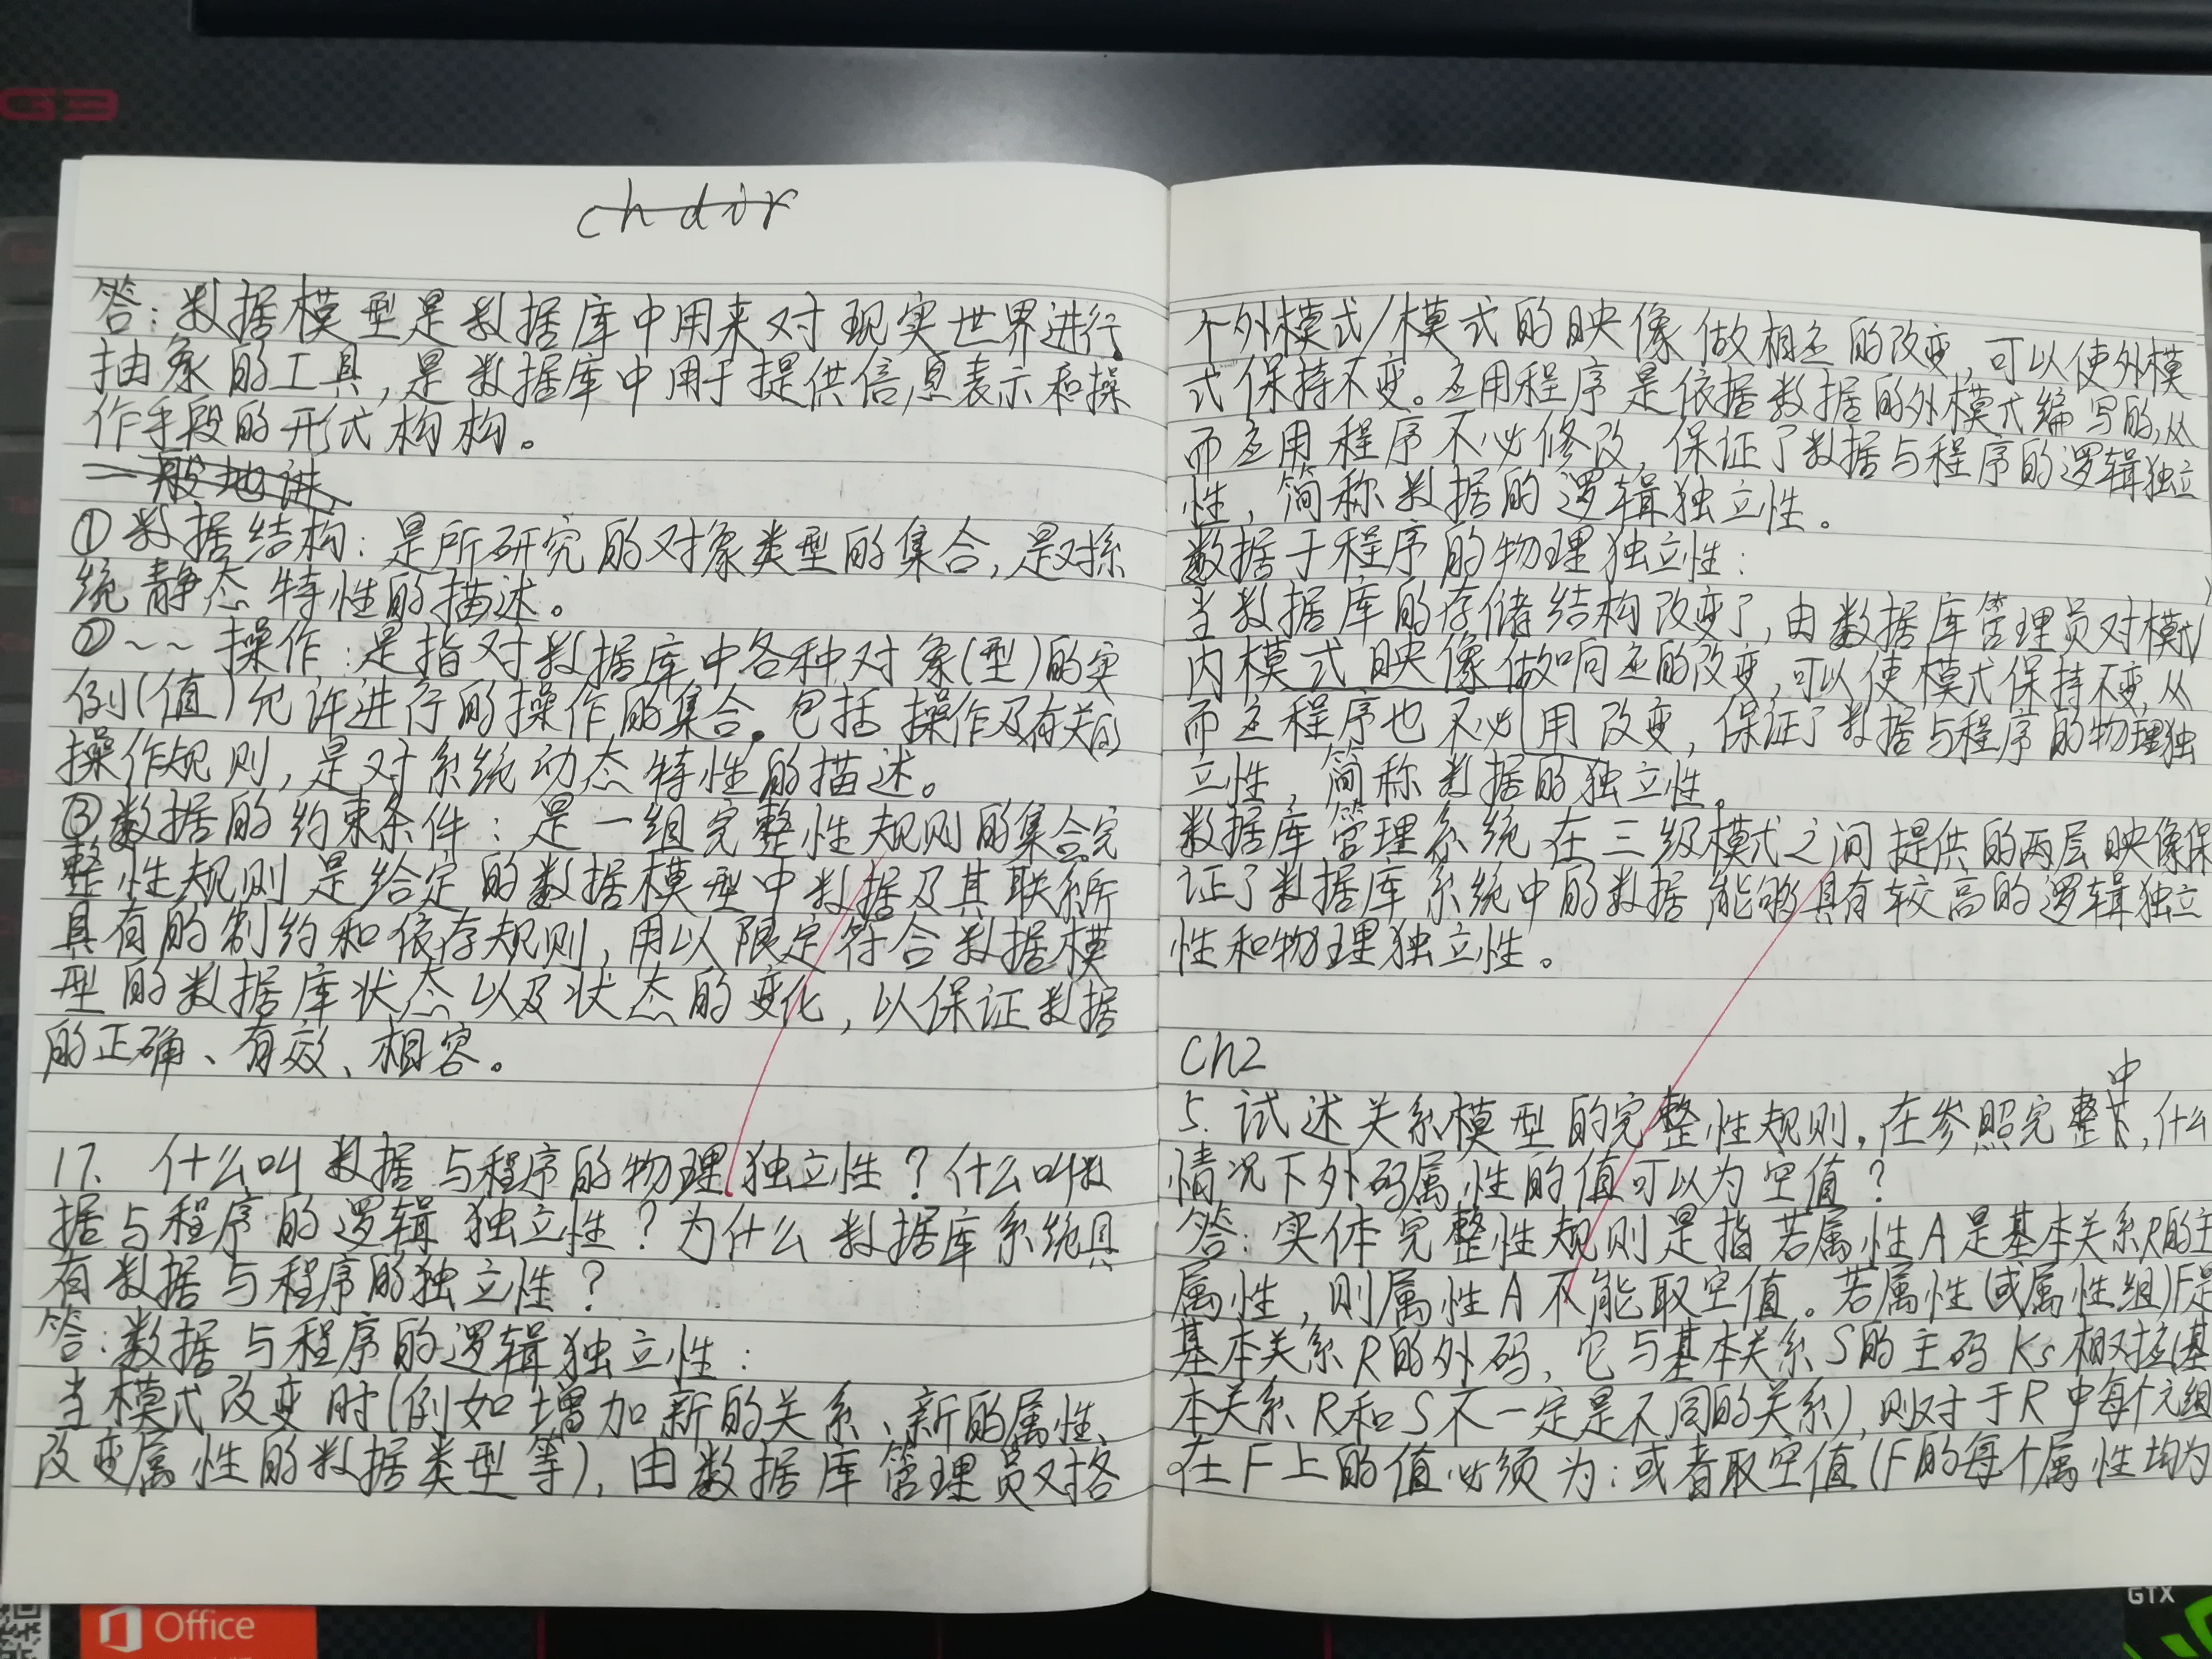 G3
chdir
答：数据模型是数据库中用来对现实世界进行
抽象的工具，是数据库中用于提供信息表示和操
作手段的形式构构。
一般地讲
①数据结构：是所研究的对象类型的集合，是对系
统静态特性的描述。
②~~操作：是指对数据库中各种对象(型)的实
例(值)允许进行的操作的集合。包括操作及有关的
操作规则，是对系统动态特性的描述。
③数据的约束条件：是一组完整性规则的集合完
整性规则是给定的数据模型中数据及其联系所
具有的制约和依存规则，用以限定符合数据模
型的数据库状态以及状态的变化，以保证数据
的正确、有效、相容。
17、什么叫数据与程序的物理独立性？什么叫数
据与程序的逻辑独立性？为什么数据库系统具
有数据与程序的独立性？
答：数据与程序的逻辑独立性：
当模式改变时(例如增加新的关系、新的属性、
改变属性的数据类型等)，由数据库管理员对各
个外模式/模式的映像做相应的改变，可以使外模
式保持不变。应用程序是依据数据的外模式编写的，从
而应用程序不必修改，保证了数据与程序的逻辑独立
性，简称数据的逻辑独立性。
数据于程序的物理独立性：
当数据库的存储结构改变了，由数据库管理员对模式/
内模式映像做如响应的改变，可以使模式保持不变，从
而应程序也不必用改变，保证了数据与程序的物理独
立性，简称数据的独立性。
数据库管理系统在三级模式之间提供的两层映像保
证了数据库系统中的数据能够具有较高的逻辑独立
性和物理独立性。
Ch2
5. 试述关系模型的完整性规则。在参照完整中，什么
情况下外码属性的值可以为空值？
答：实体完整性规则是指若属性A是基本关系R的主
属性，则属性A不能取空值。若属性(或属性组)F是
基本关系R的外码，它与基本关系S的主码Ks相对应(基
本关系R和S不一定是不同的关系)，则对于R中每个元组
在F上的值必须为：或者取空值(F的每个属性均为
Office
GTX